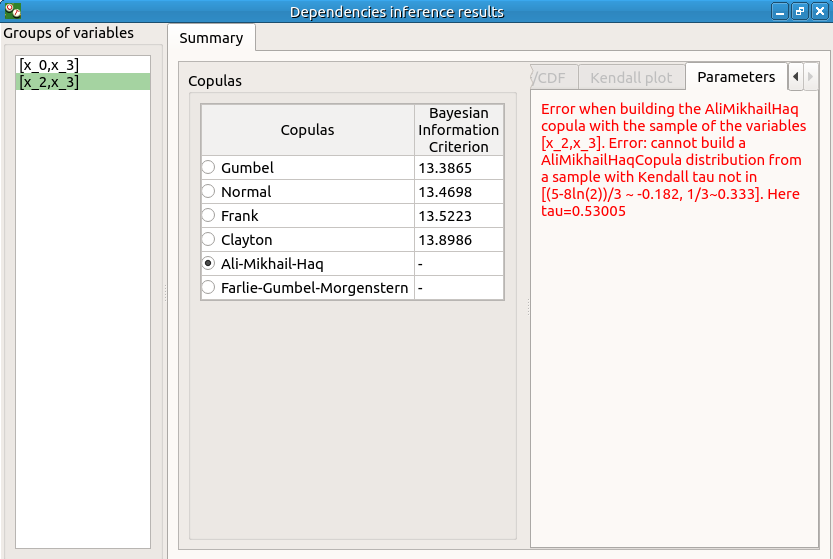 Dependencies inference results
Groups of variables
[x_0,x_3]
[x_2,x_3]
Summary
Copulas
Copulas
Bayesian
Information
Criterion
Gumbel 13.3865
Normal 13.4698
Frank 13.5223
Clayton 13.8986
Ali-Mikhail-Haq -
Farlie-Gumbel-Morgenstern -
/CDF Kendall plot Parameters
Error when building the AliMikhailHaq
copula with the sample of the variables
[x_2,x_3]. Error: cannot build a
AliMikhailHaqCopula distribution from
a sample with Kendall tau not in
[(5-8ln(2))/3 ~ -0.182, 1/3~0.333]. Here
tau=0.53005